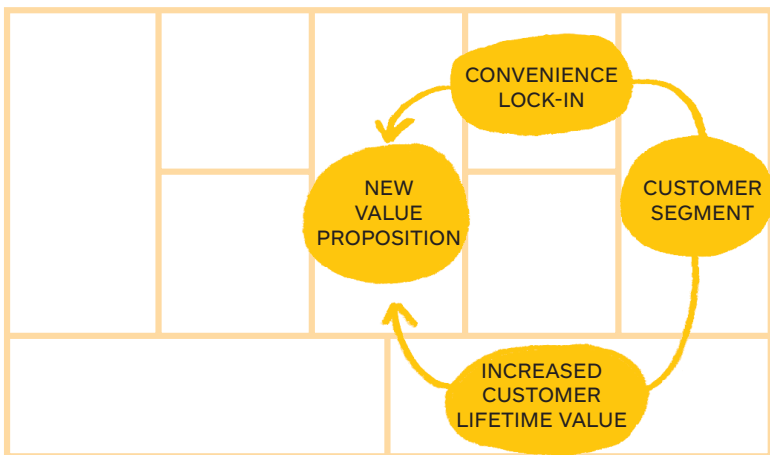 CONVENIENCE
LOCK-IN
NEW
VALUE
PROPOSITION
CUSTOMER
SEGMENT
INCREASED
CUSTOMER
LIFETIME VALUE